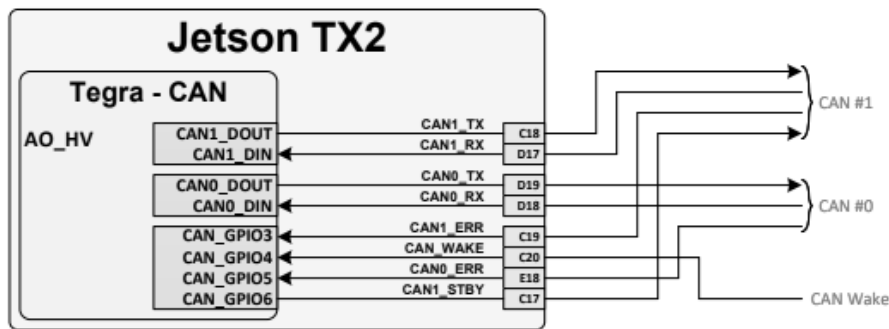 Jetson TX2
Tegra - CAN
AO_HV
CAN1_DOUT CAN1_TX C18
CAN1_DIN CAN1_RX D17
CAN #1
CAN0_DOUT CAN0_TX D19
CAN0_DIN CAN0_RX D18
CAN #0
CAN_GPIO3 CAN1_ERR C19
CAN_GPIO4 CAN_WAKE C20
CAN_GPIO5 CAN0_ERR E18
CAN_GPIO6 CAN1_STBY C17
CAN Wake